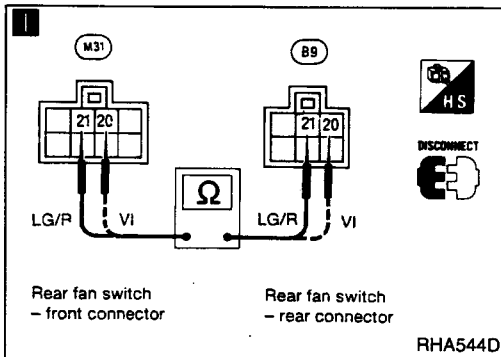 I
M31
B9
21 20
21 20
H S
DISCONNECT
Ω
LG/R
VI
LG/R
VI
Rear fan switch
– front connector
Rear fan switch
– rear connector
RHA544D